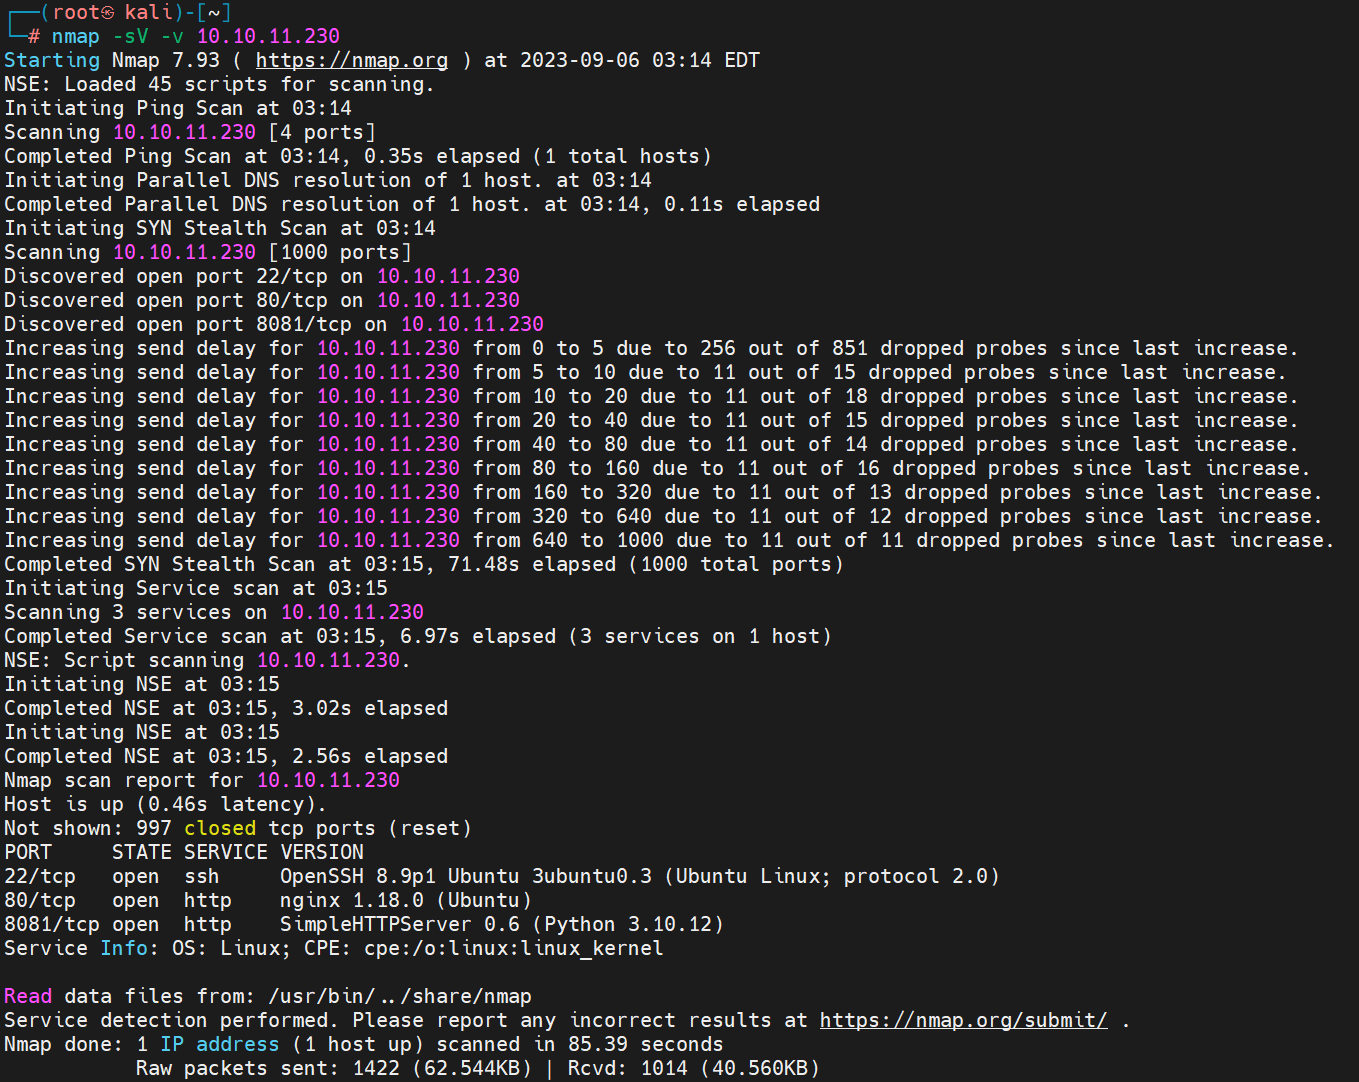 ┌──(root㉿kali)-[~]
└─# nmap -sV -v 10.10.11.230
Starting Nmap 7.93 ( https://nmap.org ) at 2023-09-06 03:14 EDT
NSE: Loaded 45 scripts for scanning.
Initiating Ping Scan at 03:14
Scanning 10.10.11.230 [4 ports]
Completed Ping Scan at 03:14, 0.35s elapsed (1 total hosts)
Initiating Parallel DNS resolution of 1 host. at 03:14
Completed Parallel DNS resolution of 1 host. at 03:14, 0.11s elapsed
Initiating SYN Stealth Scan at 03:14
Scanning 10.10.11.230 [1000 ports]
Discovered open port 22/tcp on 10.10.11.230
Discovered open port 80/tcp on 10.10.11.230
Discovered open port 8081/tcp on 10.10.11.230
Increasing send delay for 10.10.11.230 from 0 to 5 due to 256 out of 851 dropped probes since last increase.
Increasing send delay for 10.10.11.230 from 5 to 10 due to 11 out of 15 dropped probes since last increase.
Increasing send delay for 10.10.11.230 from 10 to 20 due to 11 out of 18 dropped probes since last increase.
Increasing send delay for 10.10.11.230 from 20 to 40 due to 11 out of 15 dropped probes since last increase.
Increasing send delay for 10.10.11.230 from 40 to 80 due to 11 out of 14 dropped probes since last increase.
Increasing send delay for 10.10.11.230 from 80 to 160 due to 11 out of 16 dropped probes since last increase.
Increasing send delay for 10.10.11.230 from 160 to 320 due to 11 out of 13 dropped probes since last increase.
Increasing send delay for 10.10.11.230 from 320 to 640 due to 11 out of 12 dropped probes since last increase.
Increasing send delay for 10.10.11.230 from 640 to 1000 due to 11 out of 11 dropped probes since last increase.
Completed SYN Stealth Scan at 03:15, 71.48s elapsed (1000 total ports)
Initiating Service scan at 03:15
Scanning 3 services on 10.10.11.230
Completed Service scan at 03:15, 6.97s elapsed (3 services on 1 host)
NSE: Script scanning 10.10.11.230.
Initiating NSE at 03:15
Completed NSE at 03:15, 3.02s elapsed
Initiating NSE at 03:15
Completed NSE at 03:15, 2.56s elapsed
Nmap scan report for 10.10.11.230
Host is up (0.46s latency).
Not shown: 997 closed tcp ports (reset)
PORT     STATE SERVICE VERSION
22/tcp   open  ssh     OpenSSH 8.9p1 Ubuntu 3ubuntu0.3 (Ubuntu Linux; protocol 2.0)
80/tcp   open  http    nginx 1.18.0 (Ubuntu)
8081/tcp open  http    SimpleHTTPServer 0.6 (Python 3.10.12)
Service Info: OS: Linux; CPE: cpe:/o:linux:linux_kernel

Read data files from: /usr/bin/../share/nmap
Service detection performed. Please report any incorrect results at https://nmap.org/submit/ .
Nmap done: 1 IP address (1 host up) scanned in 85.39 seconds
           Raw packets sent: 1422 (62.544KB) | Rcvd: 1014 (40.560KB)